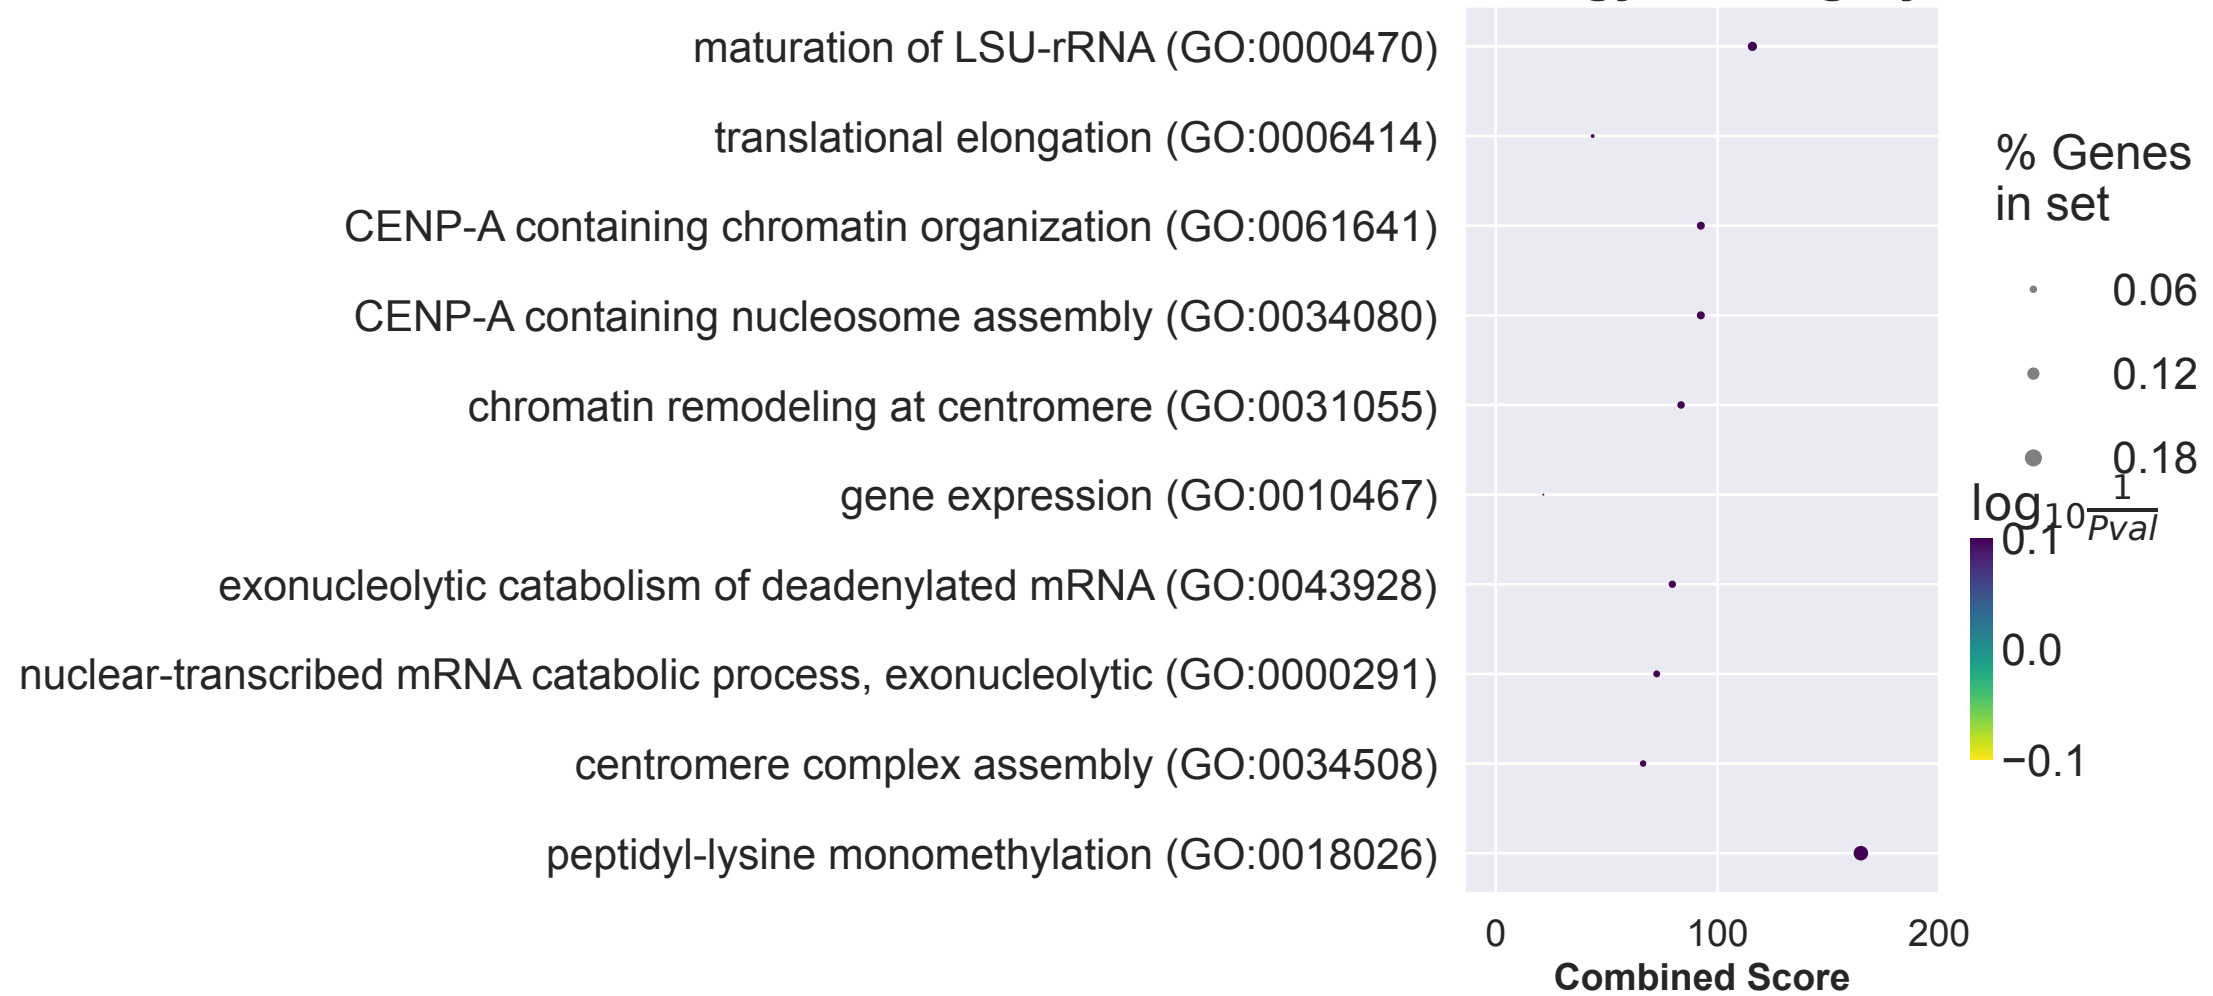 maturation of LSU-rRNA (GO:0000470)
translational elongation (GO:0006414)
CENP-A containing chromatin organization (GO:0061641)
CENP-A containing nucleosome assembly (GO:0034080)
chromatin remodeling at centromere (GO:0031055)
gene expression (GO:0010467)
exonucleolytic catabolism of deadenylated mRNA (GO:0043928)
nuclear-transcribed mRNA catabolic process, exonucleolytic (GO:0000291)
centromere complex assembly (GO:0034508)
peptidyl-lysine monomethylation (GO:0018026)
0 100 200
Combined Score
% Genes
in set
0.06
0.12
0.18
log₁₀ 1/Pval
0.1
0.0
−0.1